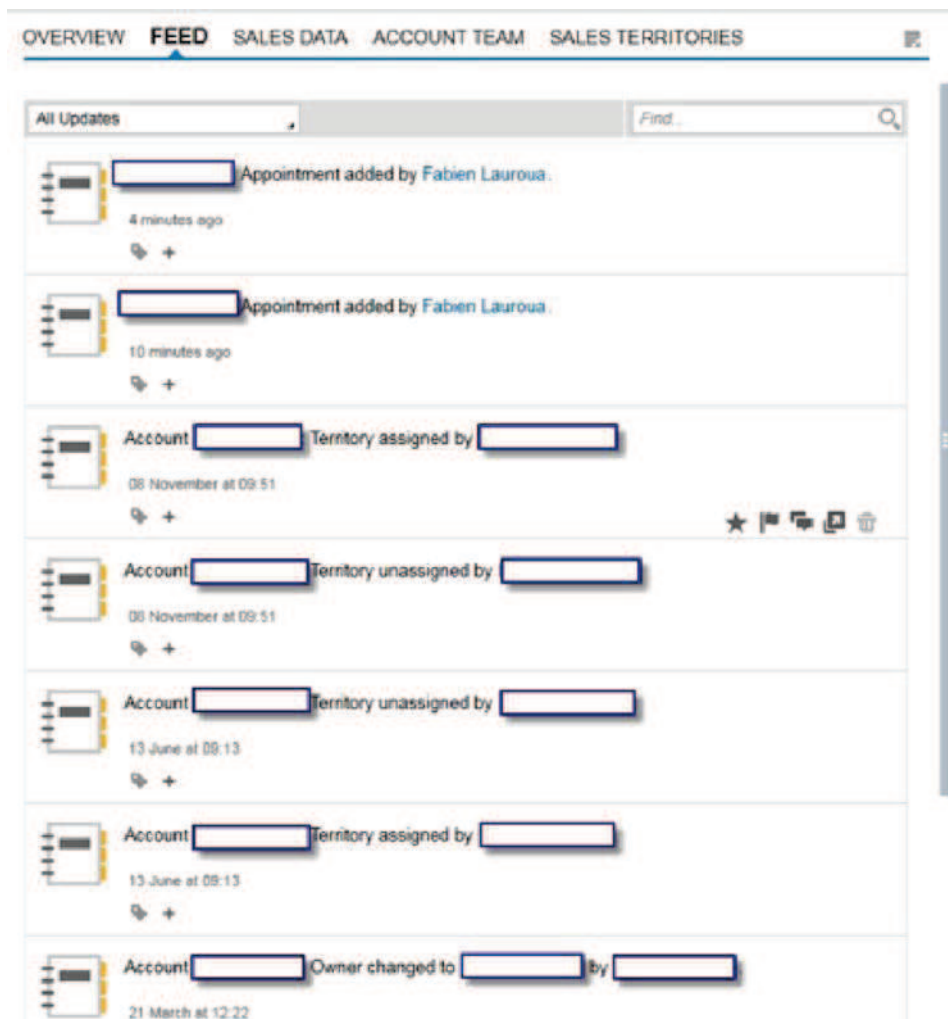 OVERVIEW FEED SALES DATA ACCOUNT TEAM SALES TERRITORIES
All Updates Find...
Appointment added by Fabien Lauroua.
4 minutes ago
Appointment added by Fabien Lauroua.
10 minutes ago
Account Territory assigned by
08 November at 09:51
Account Territory unassigned by
08 November at 09:51
Account Territory unassigned by
13 June at 09:13
Account Territory assigned by
13 June at 09:13
Account Owner changed to by
21 March at 12:22